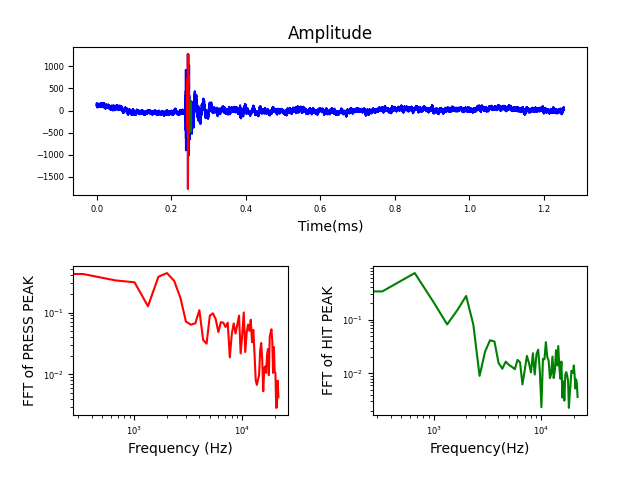 Amplitude
1000
500
0
−500
−1000
−1500
0.0 0.2 0.4 0.6 0.8 1.0 1.2
Time(ms)
FFT of PRESS PEAK
10⁻¹
10⁻²
10³ 10⁴
Frequency (Hz)
FFT of HIT PEAK
10⁻¹
10⁻²
10³ 10⁴
Frequency(Hz)